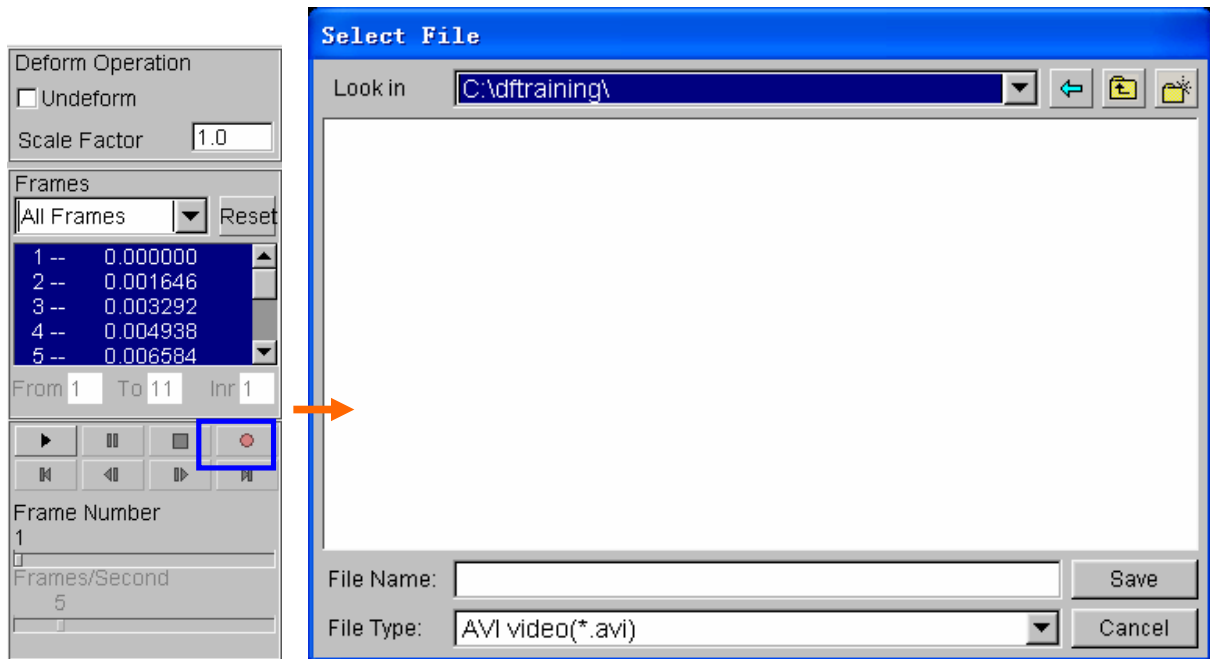 Deform Operation
Undeform
Scale Factor 1.0
Frames
All Frames Reset
1 -- 0.000000
2 -- 0.001646
3 -- 0.003292
4 -- 0.004938
5 -- 0.006584
From 1 To 11 Inr 1
Frame Number
1
Frames/Second
5
Select File
Look in C:\dftraining\
File Name: Save
File Type: AVI video(*.avi) Cancel